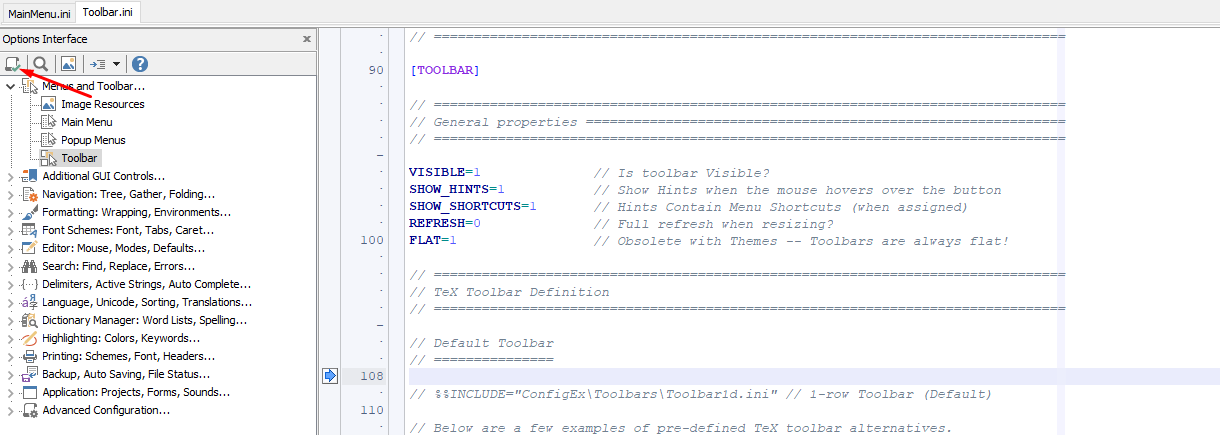 MainMenu.ini Toolbar.ini
Options Interface
Menus and Toolbar...
Image Resources
Main Menu
Popup Menus
Toolbar
Additional GUI Controls...
Navigation: Tree, Gather, Folding...
Formatting: Wrapping, Environments...
Font Schemes: Font, Tabs, Caret...
Editor: Mouse, Modes, Defaults...
Search: Find, Replace, Errors...
Delimiters, Active Strings, Auto Complete...
Language, Unicode, Sorting, Translations...
Dictionary Manager: Word Lists, Spelling...
Highlighting: Colors, Keywords...
Printing: Schemes, Font, Headers...
Backup, Auto Saving, File Status...
Application: Projects, Forms, Sounds...
Advanced Configuration...
// ===============================================================================
90 [TOOLBAR]
// ===============================================================================
// General properties ============================================================
// ===============================================================================
VISIBLE=1 // Is toolbar Visible?
SHOW_HINTS=1 // Show Hints when the mouse hovers over the button
SHOW_SHORTCUTS=1 // Hints Contain Menu Shortcuts (when assigned)
REFRESH=0 // Full refresh when resizing?
100 FLAT=1 // Obsolete with Themes -- Toolbars are always flat!
// ===============================================================================
// TeX Toolbar Definition
// ===============================================================================
// Default Toolbar
// ===============
108
// %%INCLUDE="ConfigEx\Toolbars\Toolbar1d.ini" // 1-row Toolbar (Default)
110
// Below are a few examples of pre-defined TeX toolbar alternatives.